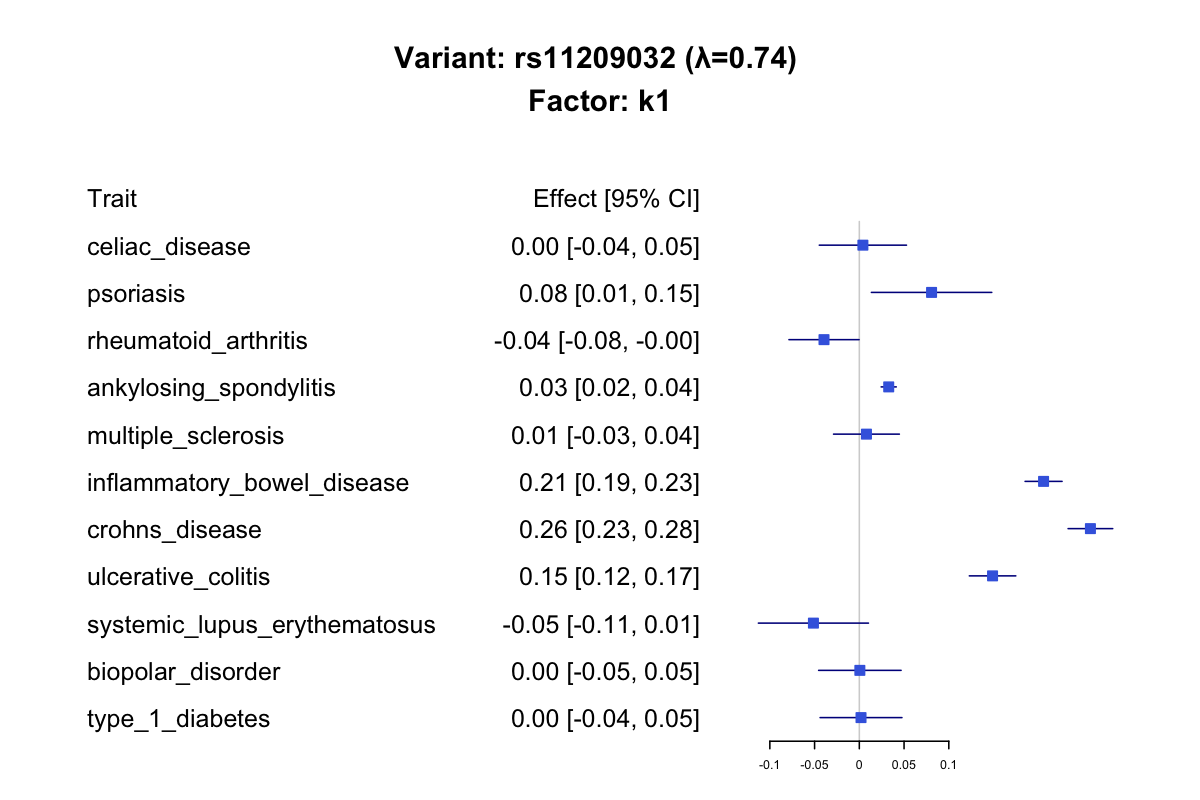 Variant: rs11209032 (λ=0.74)
Factor: k1
Trait Effect [95% CI]
celiac_disease 0.00 [-0.04, 0.05]
psoriasis 0.08 [0.01, 0.15]
rheumatoid_arthritis -0.04 [-0.08, -0.00]
ankylosing_spondylitis 0.03 [0.02, 0.04]
multiple_sclerosis 0.01 [-0.03, 0.04]
inflammatory_bowel_disease 0.21 [0.19, 0.23]
crohns_disease 0.26 [0.23, 0.28]
ulcerative_colitis 0.15 [0.12, 0.17]
systemic_lupus_erythematosus -0.05 [-0.11, 0.01]
biopolar_disorder 0.00 [-0.05, 0.05]
type_1_diabetes 0.00 [-0.04, 0.05]
-0.1 -0.05 0 0.05 0.1